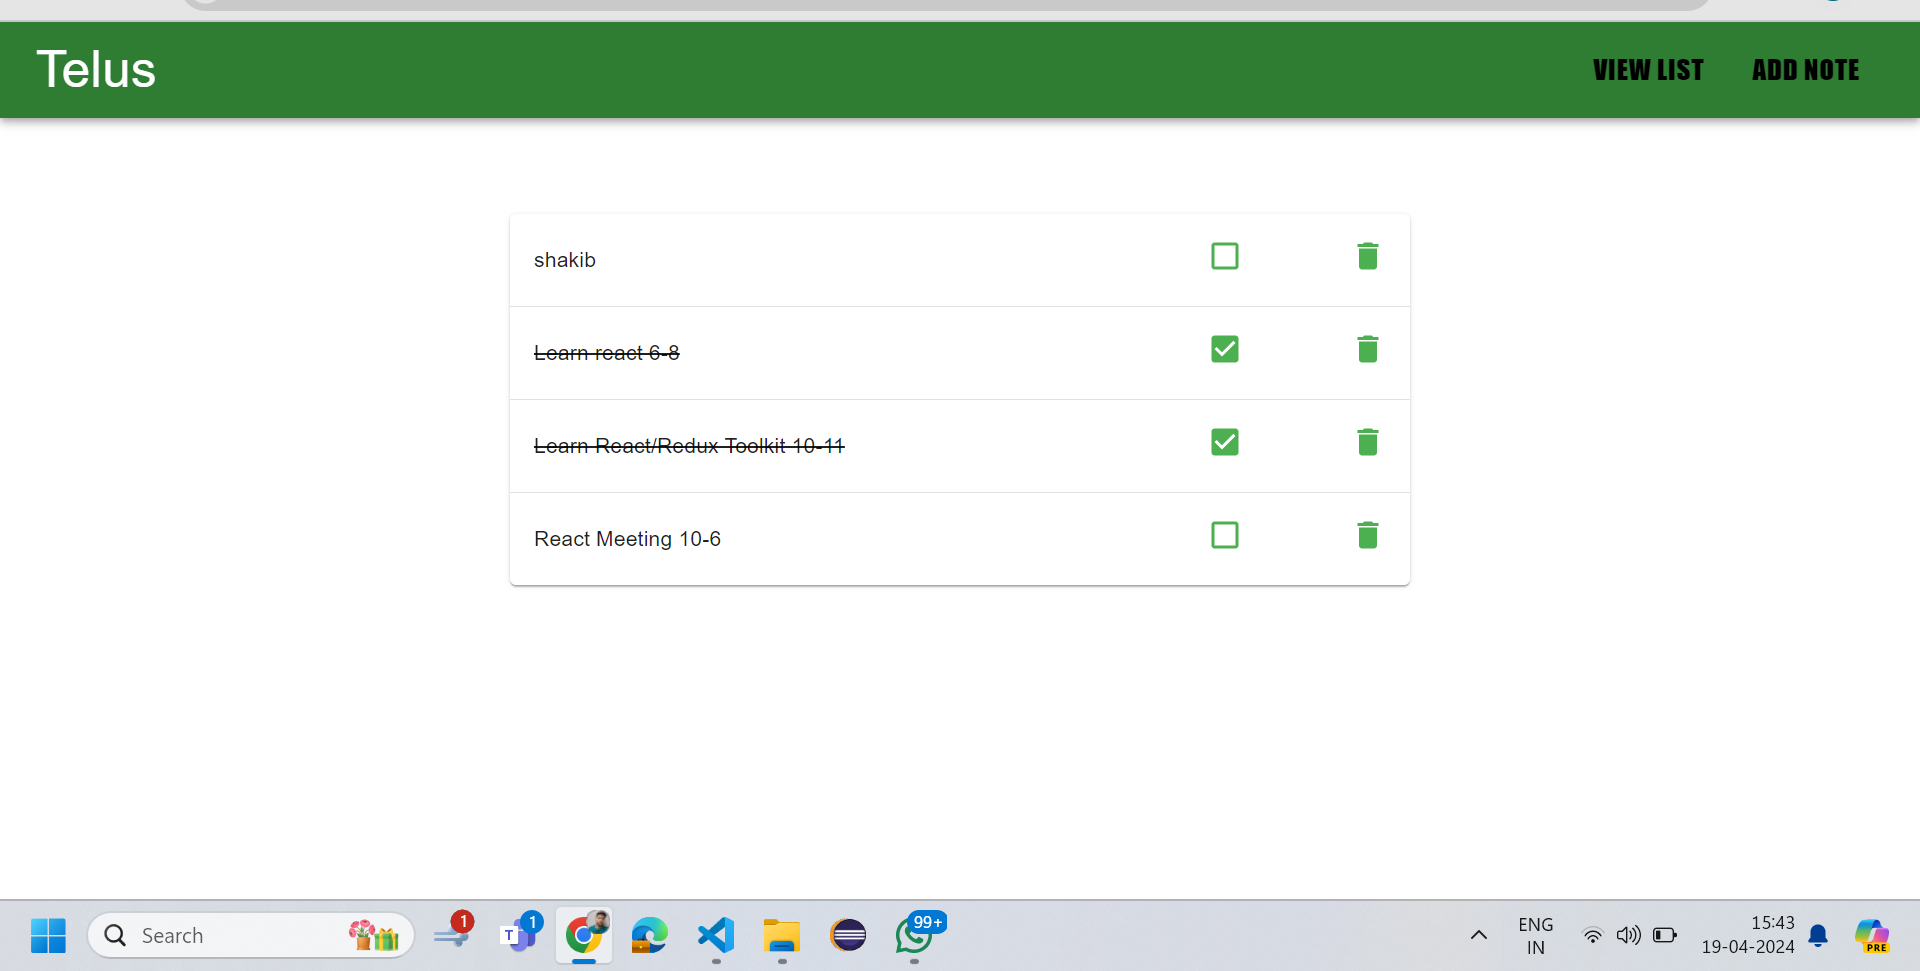 Telus
VIEW LIST
ADD NOTE
shakib
Learn react 6-8
Learn React/Redux Toolkit 10-11
React Meeting 10-6
Search
1
T
1
99+
ENG
IN
15:43
19-04-2024
PRE